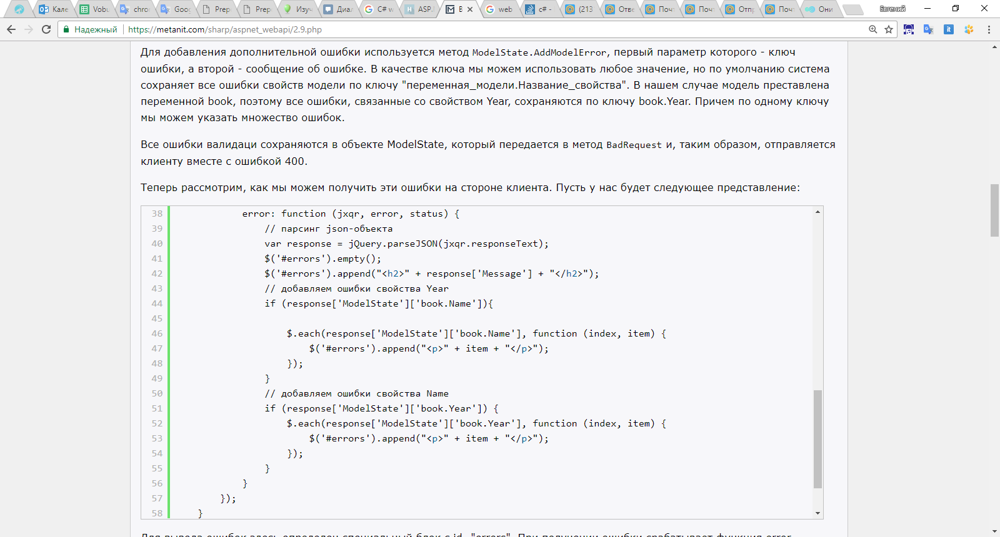 Кале
Vobu
chro
Goog
Prep
Prep
Изуч
Диал
C# w
ASP.
В
web
c# -
(213
Отве
Почт
Почт
Отпр
Почт
Они
Евгений
Надежный
https://metanit.com/sharp/aspnet_webapi/2.9.php
Для добавления дополнительной ошибки используется метод ModelState.AddModelError, первый параметр которого - ключ
ошибки, а второй - сообщение об ошибке. В качестве ключа мы можем использовать любое значение, но по умолчанию система
сохраняет все ошибки свойств модели по ключу "переменная_модели.Название_свойства". В нашем случае модель преставлена
переменной book, поэтому все ошибки, связанные со свойством Year, сохраняются по ключу book.Year. Причем по одному ключу
мы можем указать множество ошибок.
Все ошибки валидаци сохраняются в объекте ModelState, который передается в метод BadRequest и, таким образом, отправляется
клиенту вместе с ошибкой 400.
Теперь рассмотрим, как мы можем получить эти ошибки на стороне клиента. Пусть у нас будет следующее представление:
38 error: function (jxqr, error, status) {
39 // парсинг json-объекта
40 var response = jQuery.parseJSON(jxqr.responseText);
41 $('#errors').empty();
42 $('#errors').append("<h2>" + response['Message'] + "</h2>");
43 // добавляем ошибки свойства Year
44 if (response['ModelState']['book.Name']){
45
46 $.each(response['ModelState']['book.Name'], function (index, item) {
47 $('#errors').append("<p>" + item + "</p>");
48 });
49 }
50 // добавляем ошибки свойства Name
51 if (response['ModelState']['book.Year']) {
52 $.each(response['ModelState']['book.Year'], function (index, item) {
53 $('#errors').append("<p>" + item + "</p>");
54 });
55 }
56 }
57 });
58 }
Для вывода ошибок здесь определен специальный блок с id "errors". При получении ошибки срабатывает функция error